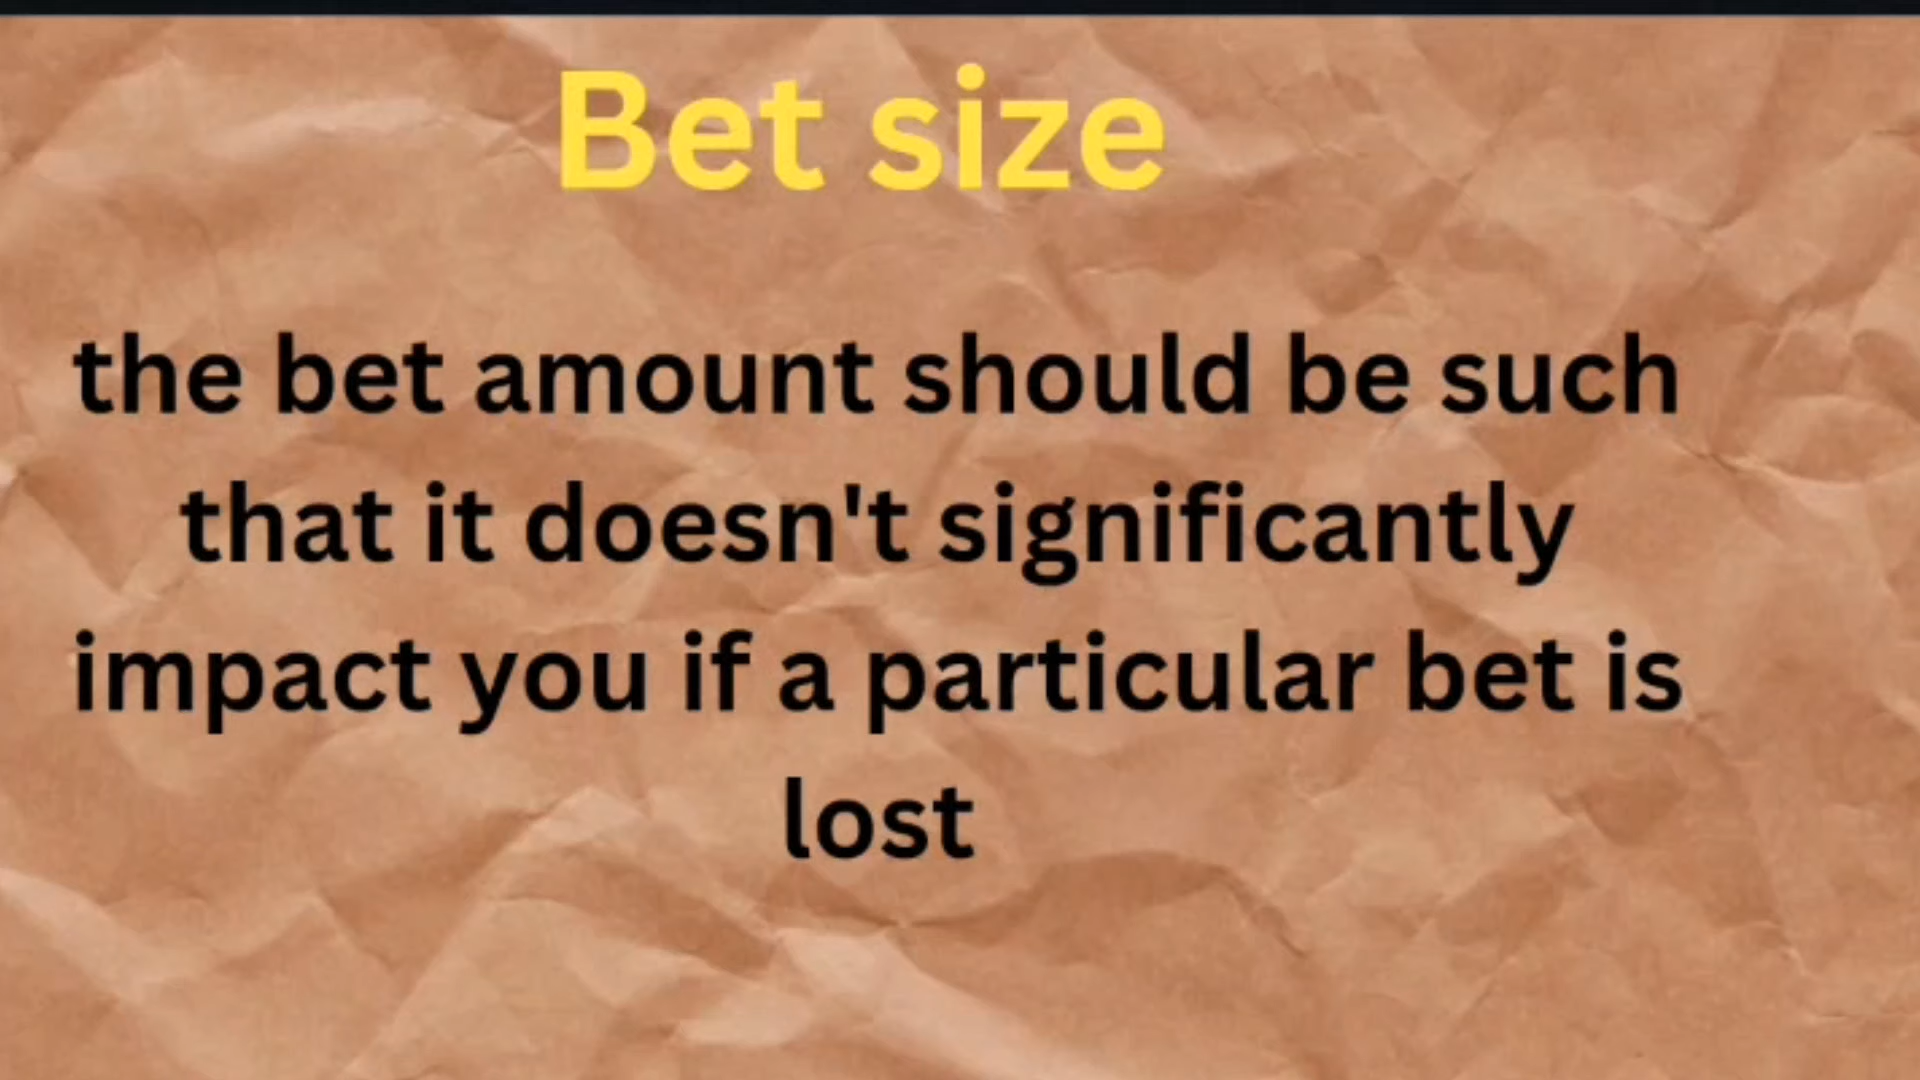 Bet size
the bet amount should be such
that it doesn't significantly
impact you if a particular bet is
lost